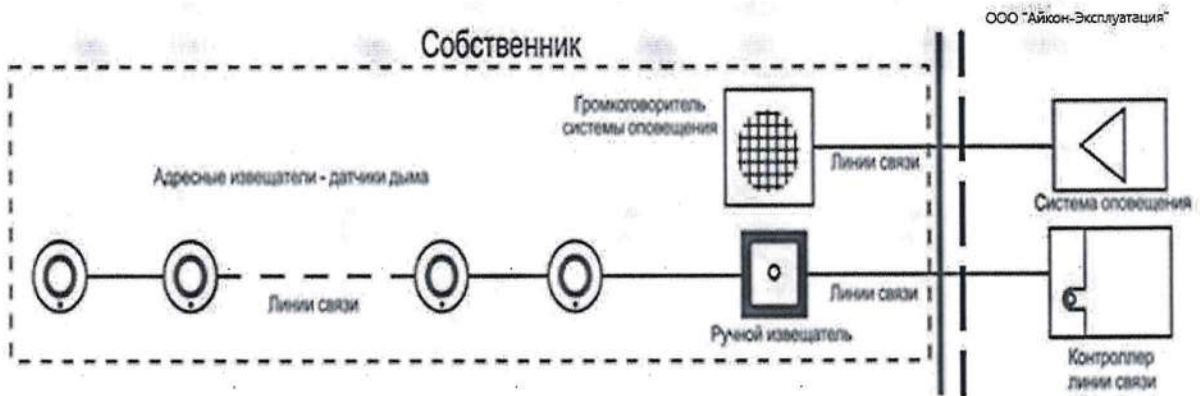 ООО "Айкон-Эксплуатация"
Собственник
Громкоговоритель
системы оповещения
Линии связи
Адресные извещатели - датчики дыма
Система оповещения
Линии связи
Линии связи
Ручной извещатель
Контроллер
линии связи